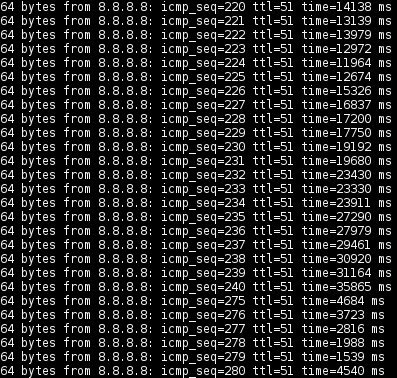 64 bytes from 8.8.8.8: icmp_seq=220 ttl=51 time=14138 ms
64 bytes from 8.8.8.8: icmp_seq=221 ttl=51 time=13139 ms
64 bytes from 8.8.8.8: icmp_seq=222 ttl=51 time=13979 ms
64 bytes from 8.8.8.8: icmp_seq=223 ttl=51 time=12972 ms
64 bytes from 8.8.8.8: icmp_seq=224 ttl=51 time=11964 ms
64 bytes from 8.8.8.8: icmp_seq=225 ttl=51 time=12674 ms
64 bytes from 8.8.8.8: icmp_seq=226 ttl=51 time=15326 ms
64 bytes from 8.8.8.8: icmp_seq=227 ttl=51 time=16837 ms
64 bytes from 8.8.8.8: icmp_seq=228 ttl=51 time=17200 ms
64 bytes from 8.8.8.8: icmp_seq=229 ttl=51 time=17750 ms
64 bytes from 8.8.8.8: icmp_seq=230 ttl=51 time=19192 ms
64 bytes from 8.8.8.8: icmp_seq=231 ttl=51 time=19680 ms
64 bytes from 8.8.8.8: icmp_seq=232 ttl=51 time=23430 ms
64 bytes from 8.8.8.8: icmp_seq=233 ttl=51 time=23330 ms
64 bytes from 8.8.8.8: icmp_seq=234 ttl=51 time=23911 ms
64 bytes from 8.8.8.8: icmp_seq=235 ttl=51 time=27290 ms
64 bytes from 8.8.8.8: icmp_seq=236 ttl=51 time=27979 ms
64 bytes from 8.8.8.8: icmp_seq=237 ttl=51 time=29461 ms
64 bytes from 8.8.8.8: icmp_seq=238 ttl=51 time=30920 ms
64 bytes from 8.8.8.8: icmp_seq=239 ttl=51 time=31164 ms
64 bytes from 8.8.8.8: icmp_seq=240 ttl=51 time=35865 ms
64 bytes from 8.8.8.8: icmp_seq=275 ttl=51 time=4684 ms
64 bytes from 8.8.8.8: icmp_seq=276 ttl=51 time=3723 ms
64 bytes from 8.8.8.8: icmp_seq=277 ttl=51 time=2816 ms
64 bytes from 8.8.8.8: icmp_seq=278 ttl=51 time=1988 ms
64 bytes from 8.8.8.8: icmp_seq=279 ttl=51 time=1539 ms
64 bytes from 8.8.8.8: icmp_seq=280 ttl=51 time=4540 ms